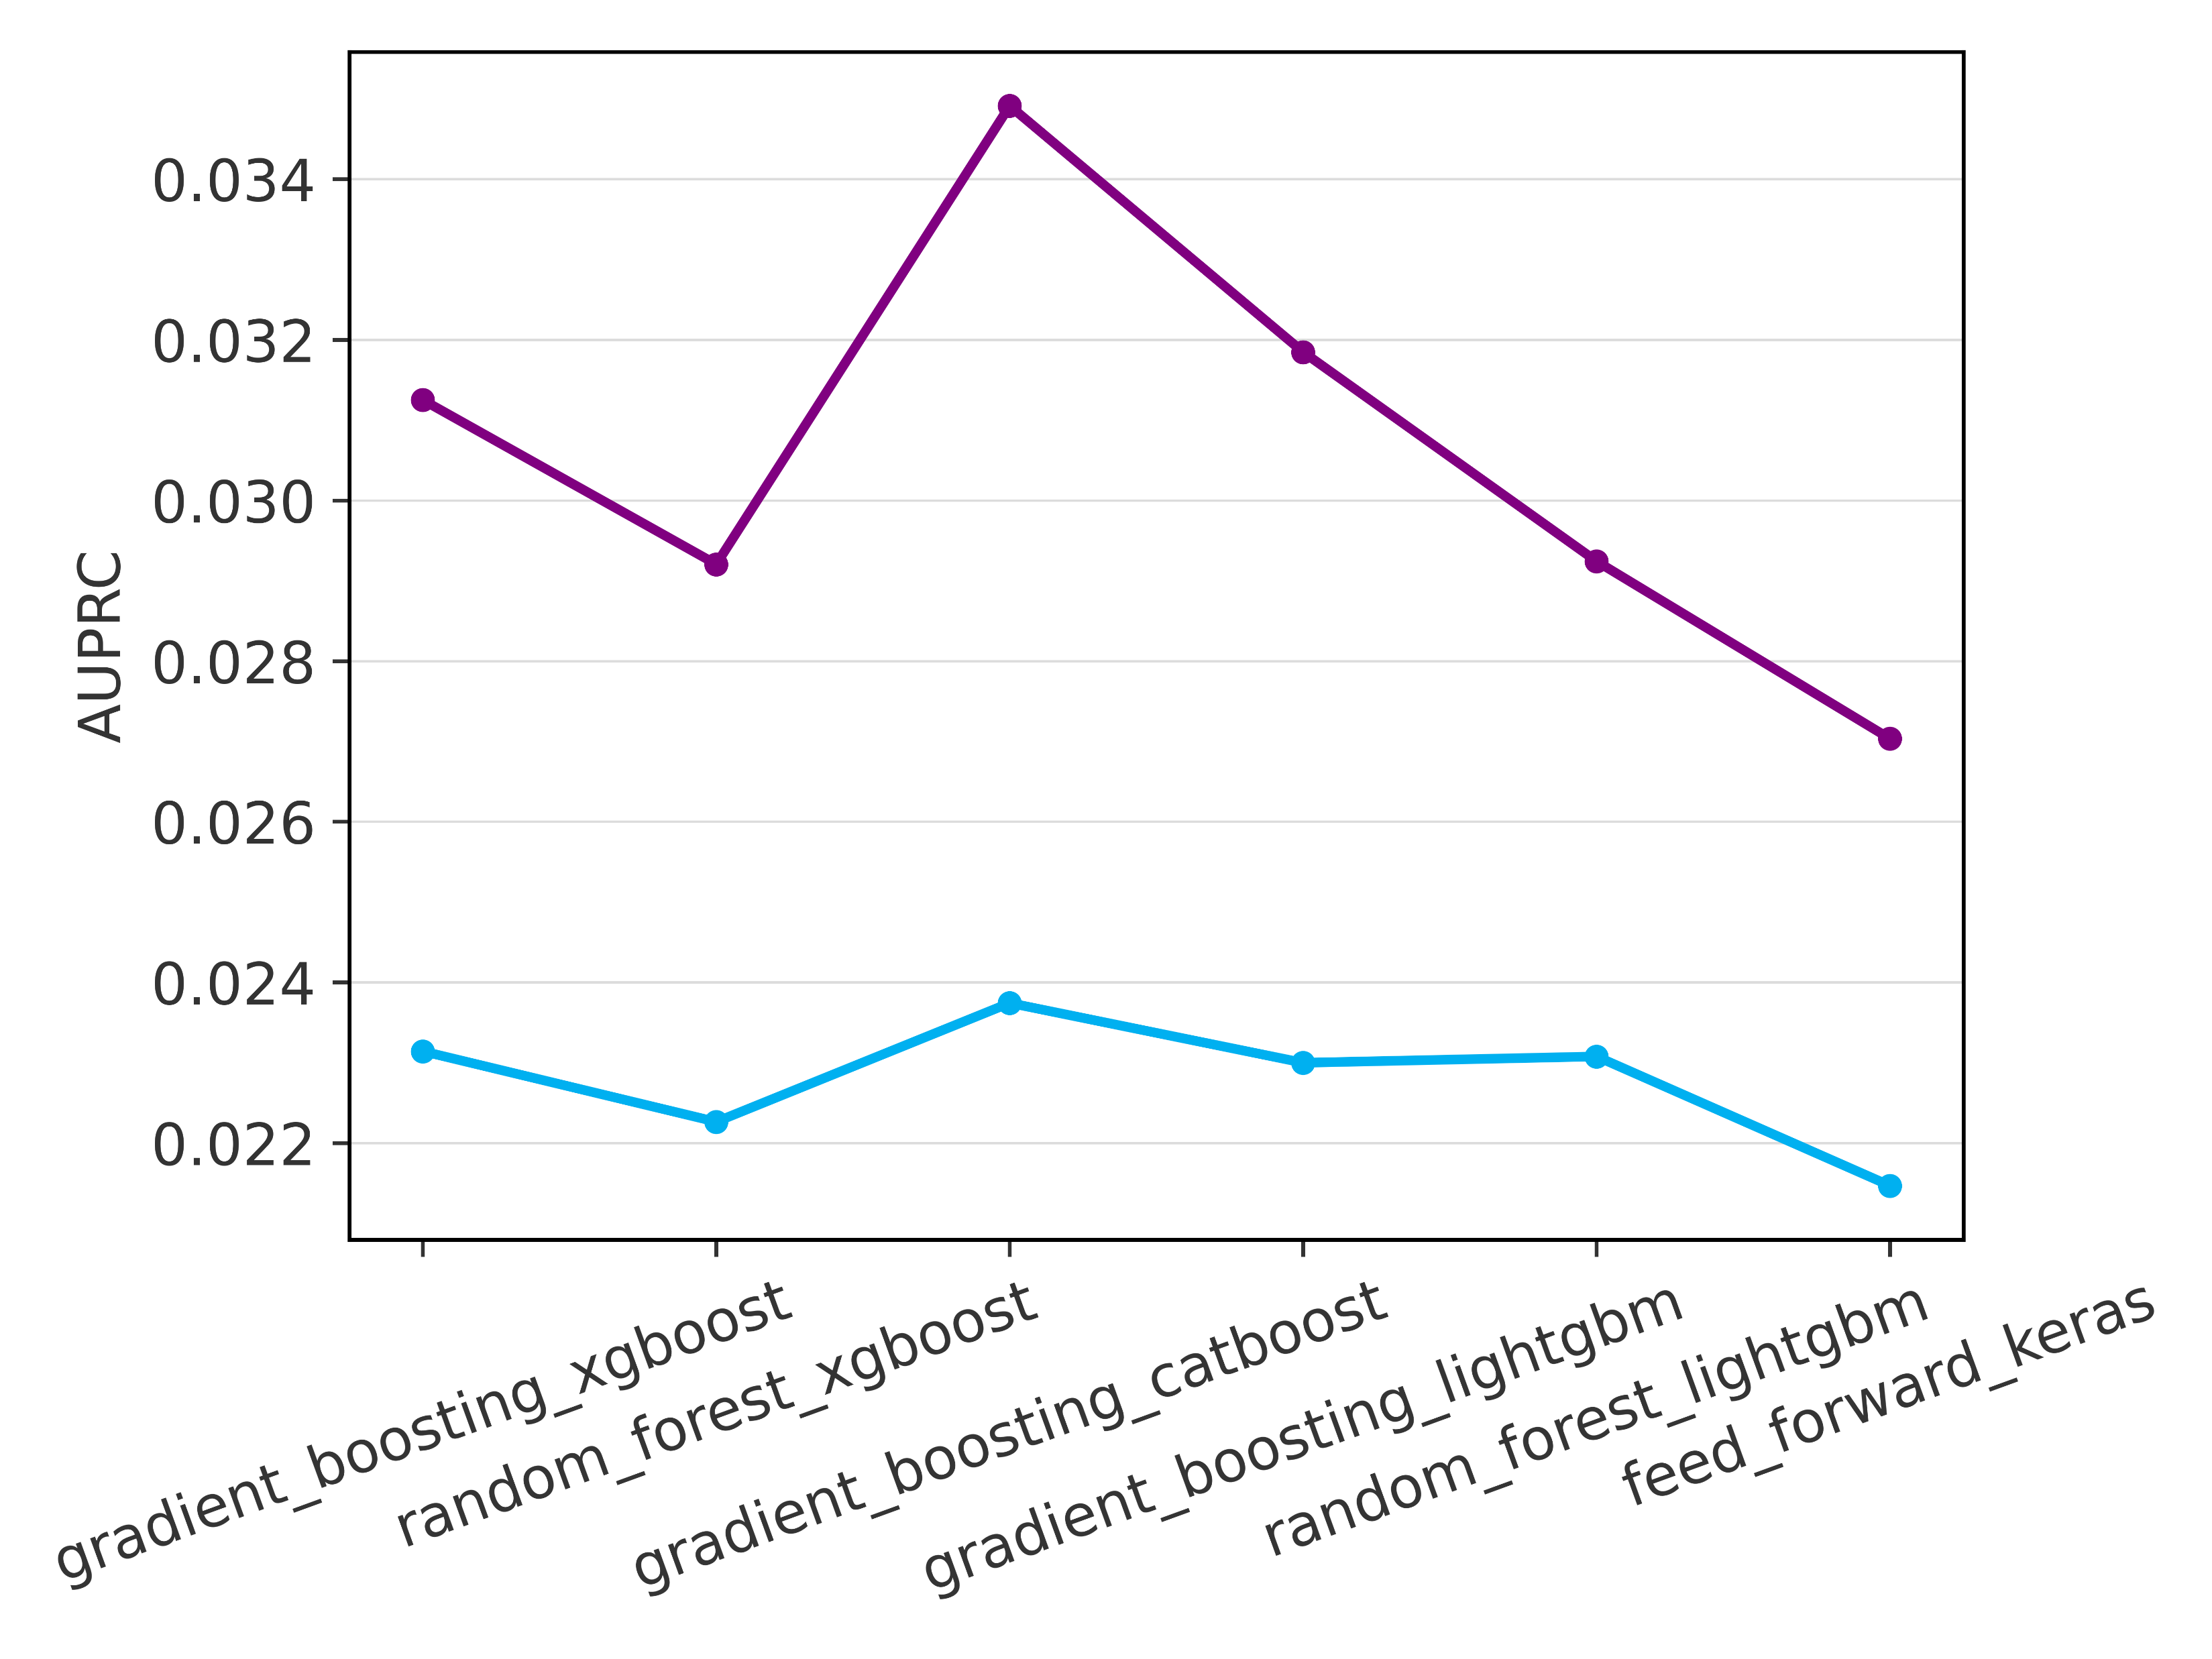 AUPRC
0.034
0.032
0.030
0.028
0.026
0.024
0.022
gradient_boosting_xgboost
random_forest_xgboost
gradient_boosting_catboost
gradient_boosting_lightgbm
random_forest_lightgbm
feed_forward_keras